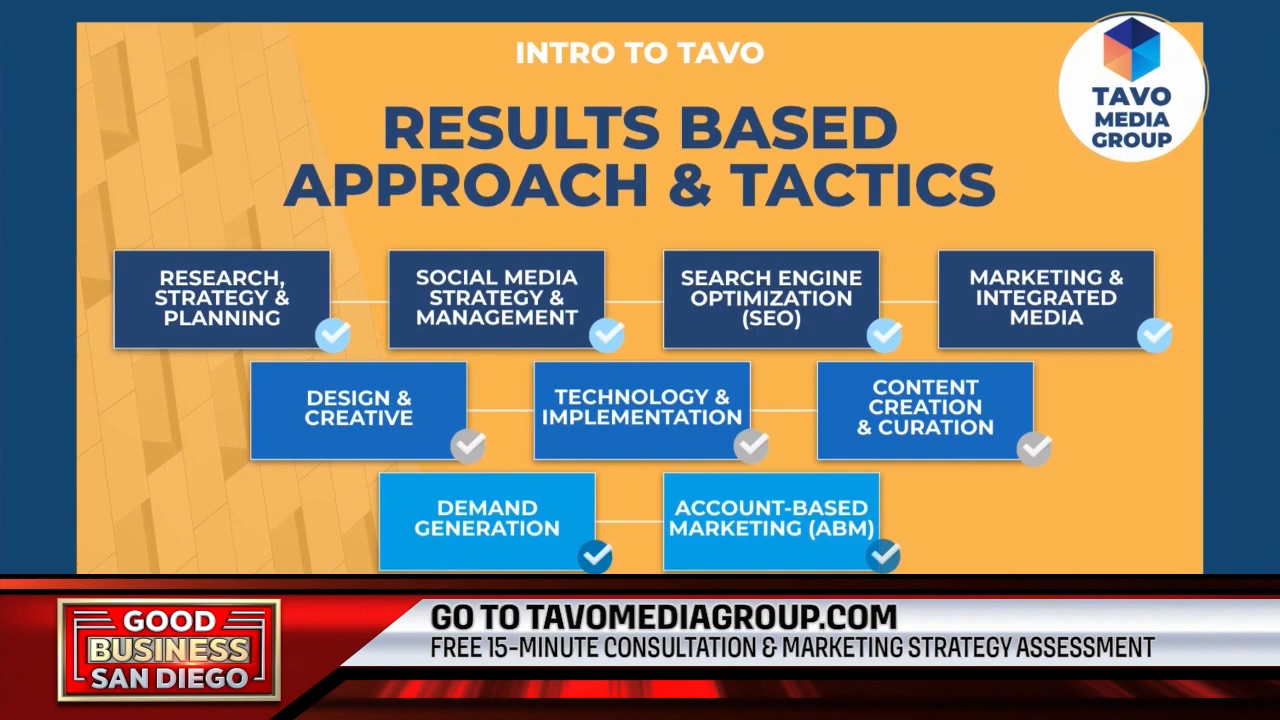 INTRO TO TAVO
TAVO
MEDIA
GROUP
RESULTS BASED
APPROACH & TACTICS
RESEARCH,
STRATEGY &
PLANNING
SOCIAL MEDIA
STRATEGY &
MANAGEMENT
SEARCH ENGINE
OPTIMIZATION
(SEO)
MARKETING &
INTEGRATED
MEDIA
DESIGN &
CREATIVE
TECHNOLOGY &
IMPLEMENTATION
CONTENT
CREATION
& CURATION
DEMAND
GENERATION
ACCOUNT-BASED
MARKETING (ABM)
GOOD
BUSINESS
SAN DIEGO
GO TO TAVOMEDIAGROUP.COM
FREE 15-MINUTE CONSULTATION & MARKETING STRATEGY ASSESSMENT